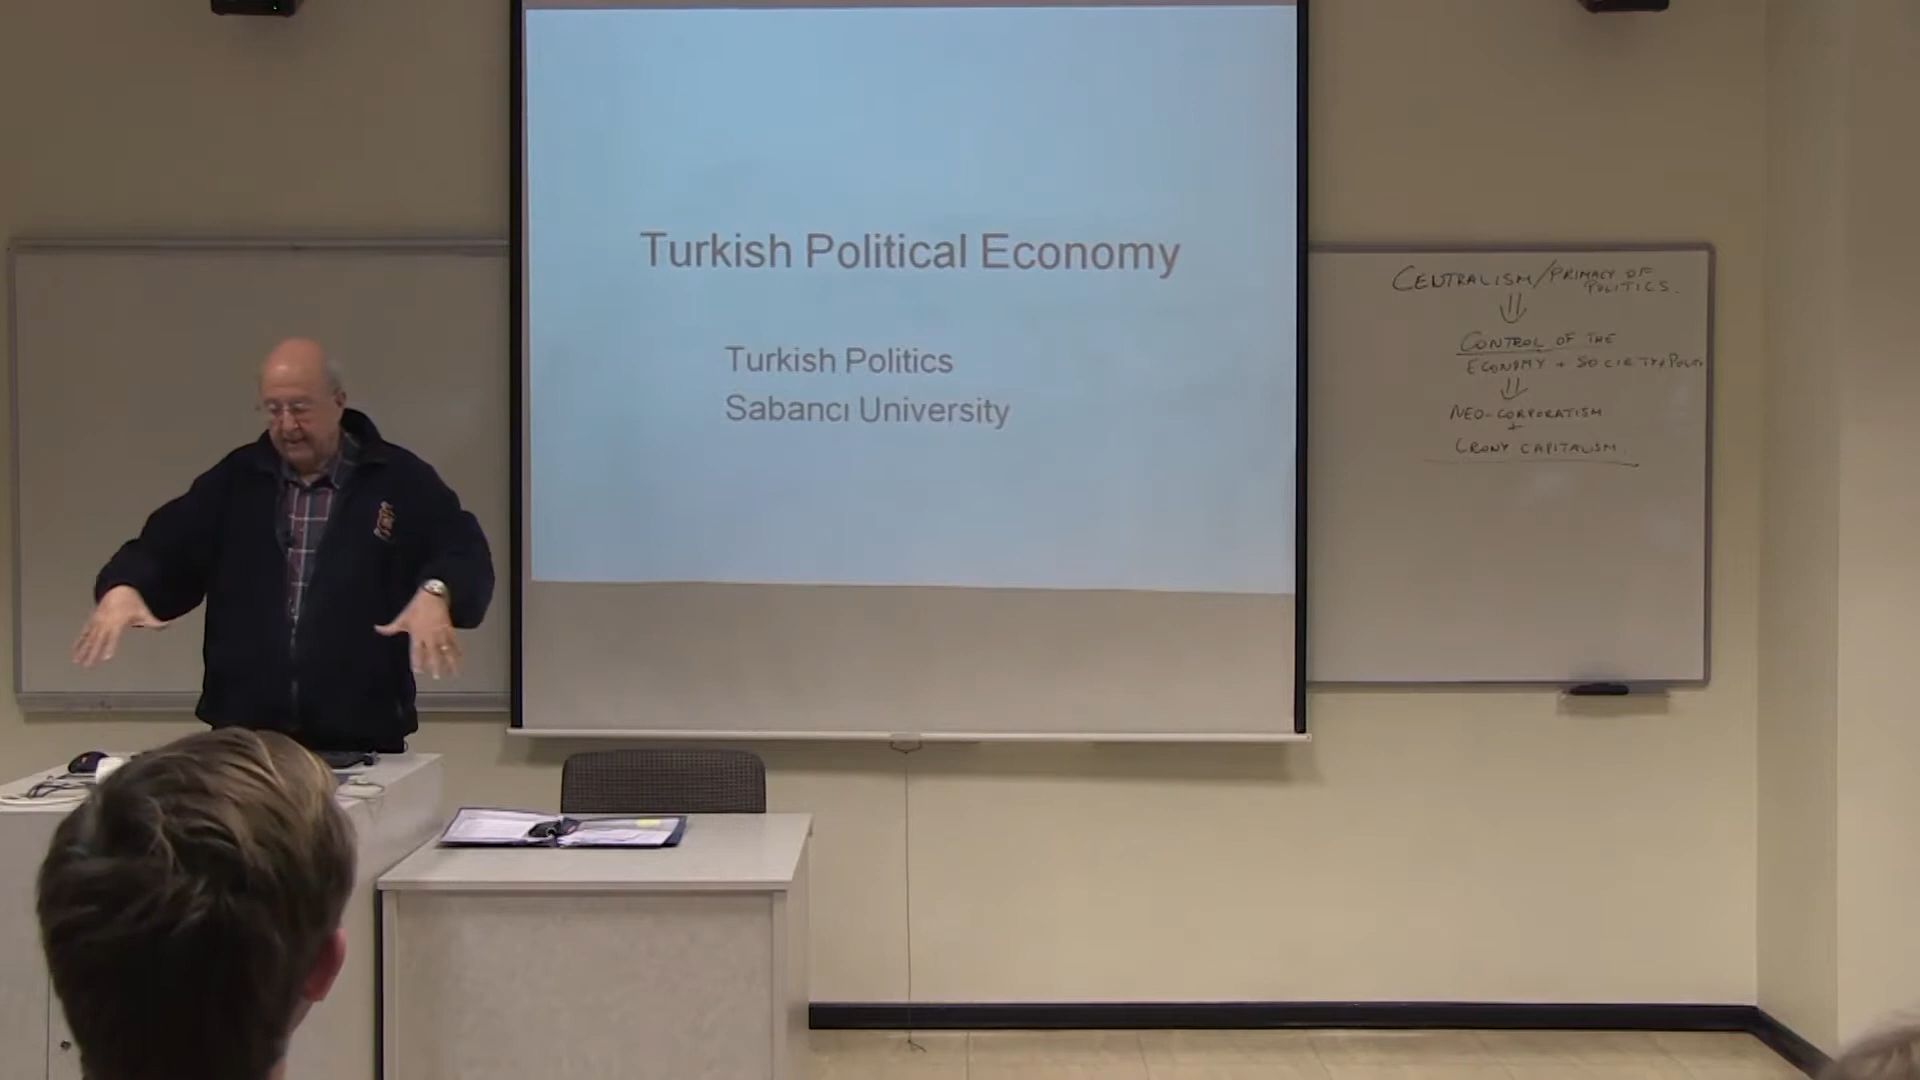 Turkish Political Economy
Turkish Politics
Sabancı University
CENTRALISM/PRIMACY OF
POLITICS.
⇓
CONTROL OF THE
ECONOMY + SOCIETY +
⇓
NEO-CORPORATISM
+
CRONY CAPITALISM.